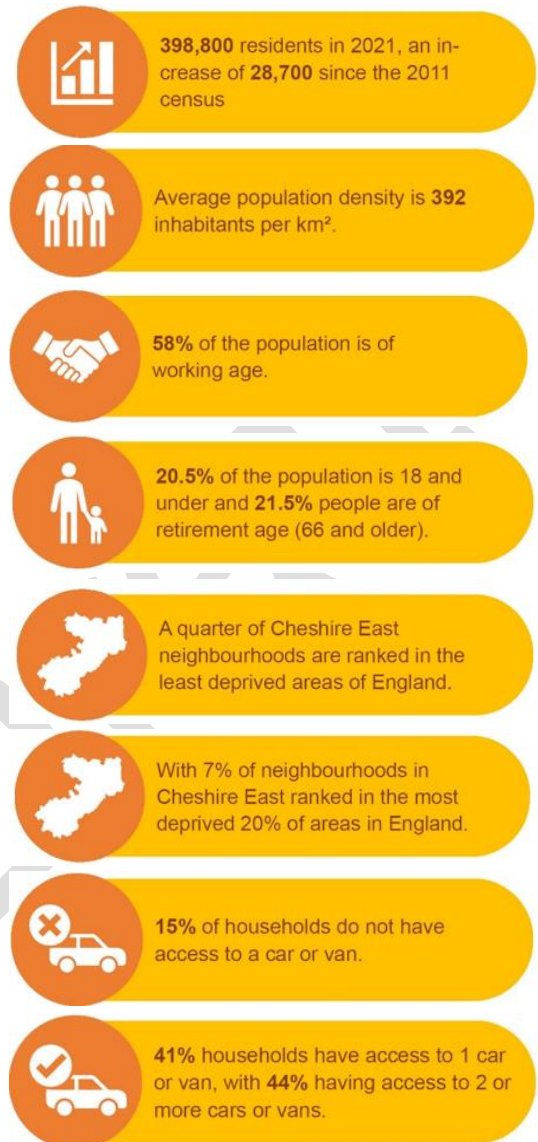 398,800 residents in 2021, an in-
crease of 28,700 since the 2011
census
Average population density is 392
inhabitants per km².
58% of the population is of
working age.
20.5% of the population is 18 and
under and 21.5% people are of
retirement age (66 and older).
A quarter of Cheshire East
neighbourhoods are ranked in the
least deprived areas of England.
With 7% of neighbourhoods in
Cheshire East ranked in the most
deprived 20% of areas in England.
15% of households do not have
access to a car or van.
41% households have access to 1 car
or van, with 44% having access to 2 or
more cars or vans.